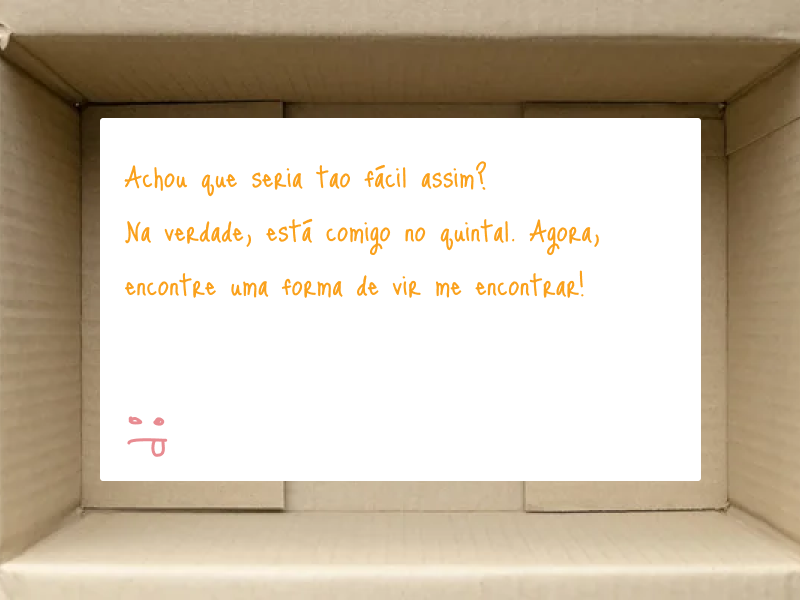 Achou que seria tao fácil assim?
Na verdade, está comigo no quintal. Agora,
encontre uma forma de vir me encontrar!